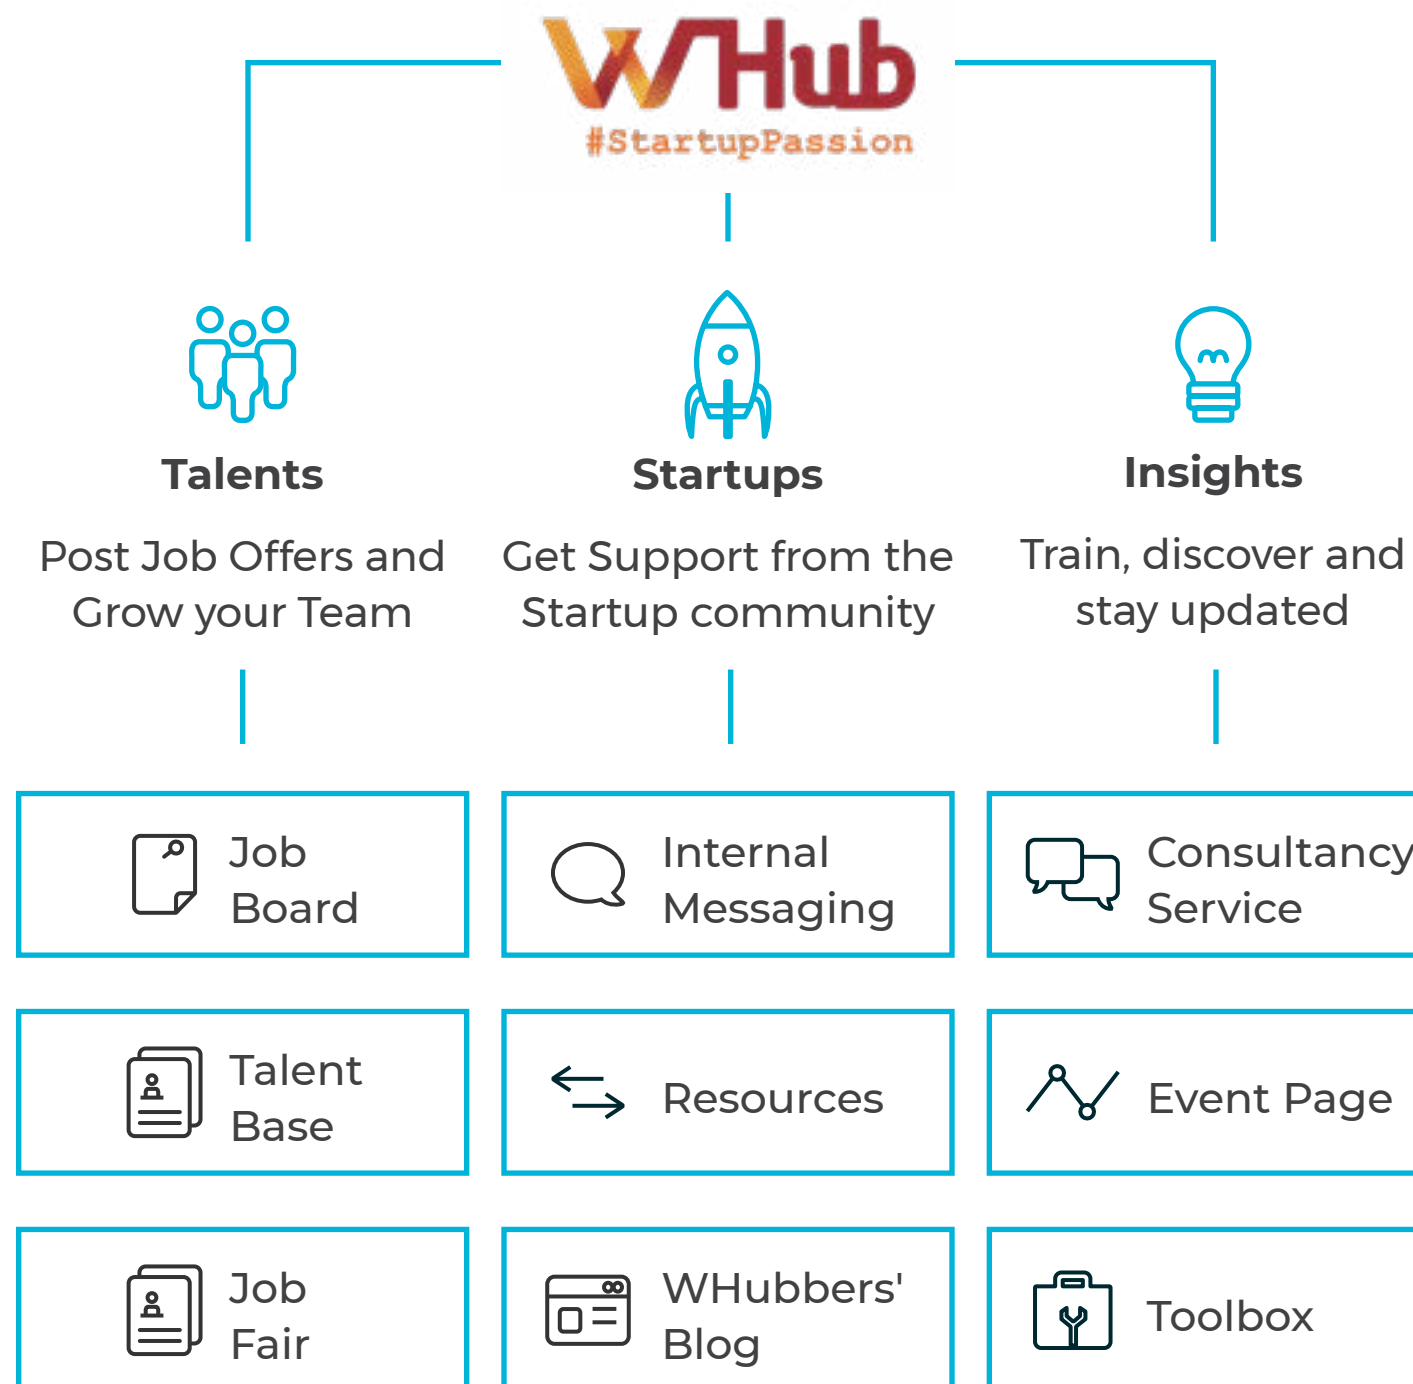 WHub
#StartupPassion
Talents
Post Job Offers and
Grow your Team
Startups
Get Support from the
Startup community
Insights
Train, discover and
stay updated
Job
Board
Internal
Messaging
Consultancy
Service
Talent
Base
Resources
Event Page
Job
Fair
WHubbers'
Blog
Toolbox